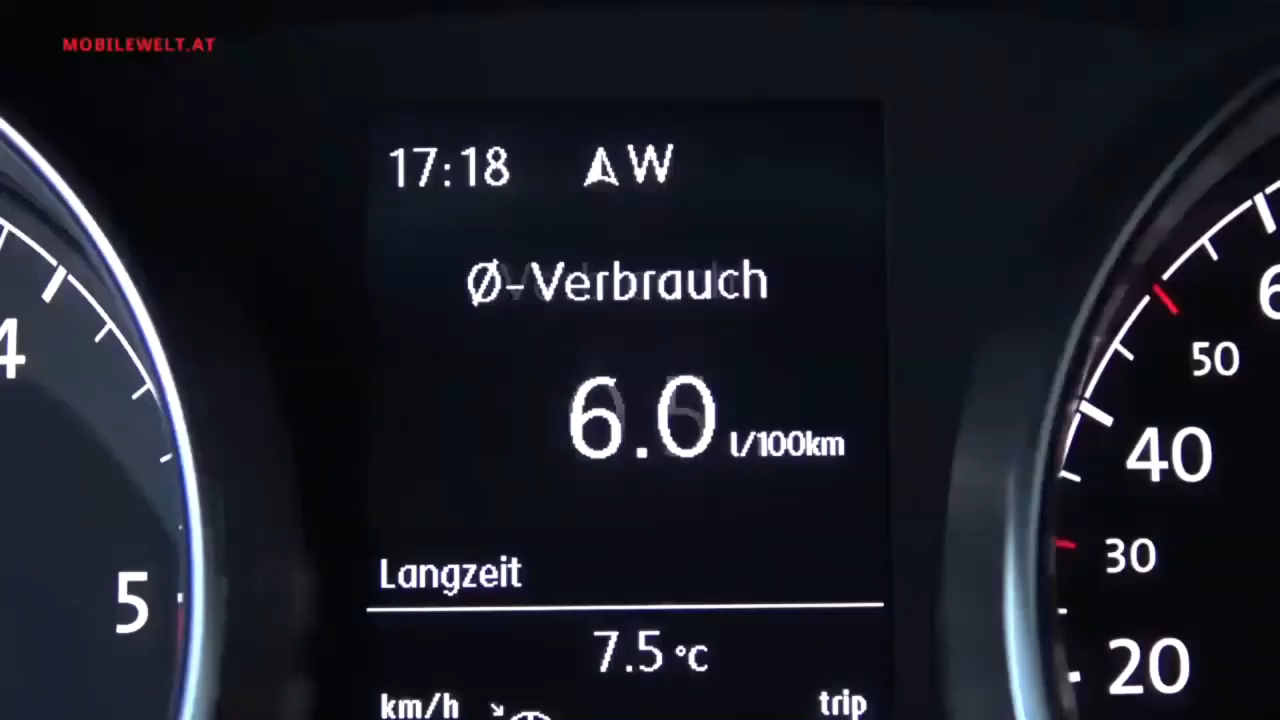 MOBILEWELT.AT
17:18 W
Ø-Verbrauch
6.0 l/100km
Langzeit
7.5 °C
km/h trip
4
5
50
40
30
20